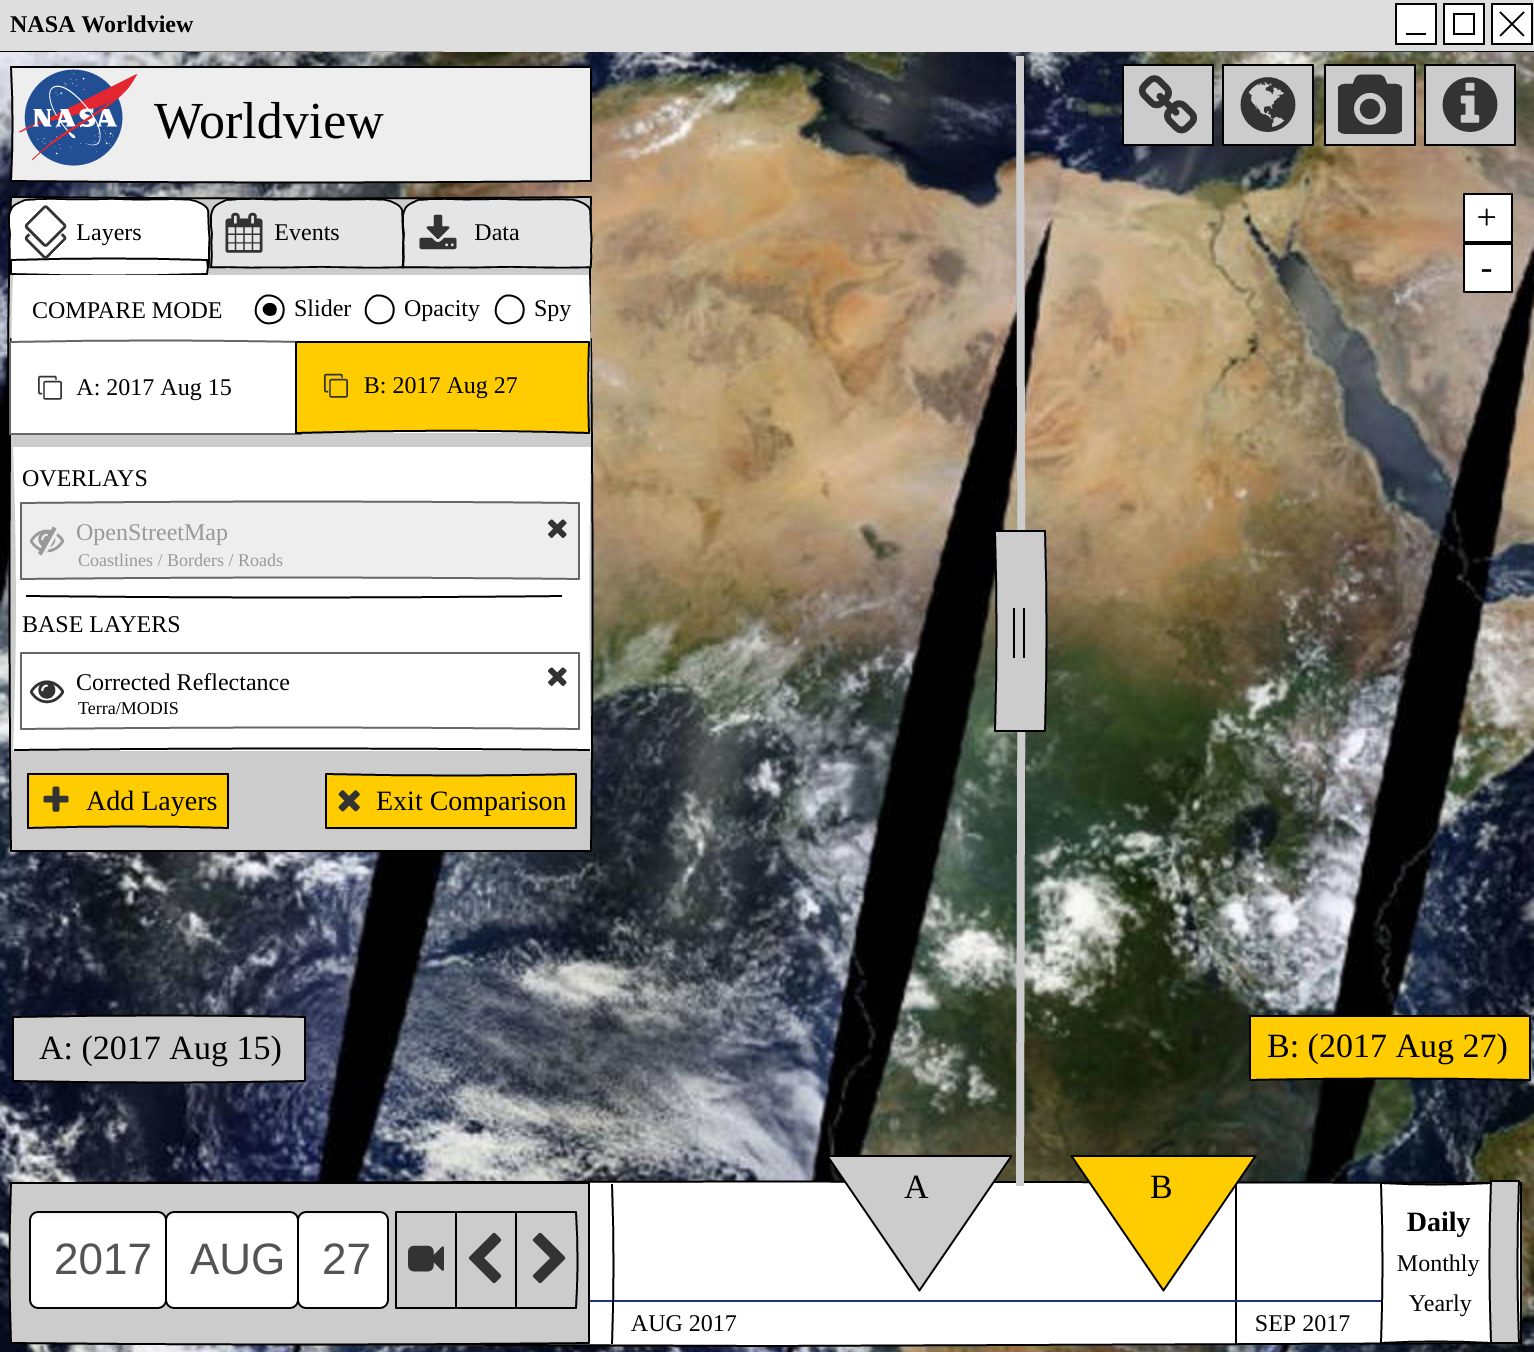 NASA Worldview
NASA
Worldview
Layers
Events
Data
COMPARE MODE
Slider
Opacity
Spy
A: 2017 Aug 15
B: 2017 Aug 27
OVERLAYS
OpenStreetMap
Coastlines / Borders / Roads
BASE LAYERS
Corrected Reflectance
Terra/MODIS
Add Layers
Exit Comparison
+
-
A: (2017 Aug 15)
B: (2017 Aug 27)
2017
AUG
27
A
B
AUG 2017
SEP 2017
Daily
Monthly
Yearly